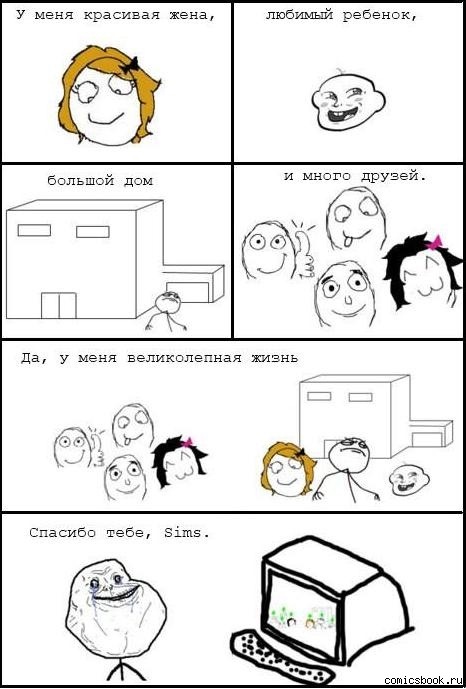 У меня красивая жена,
любимый ребенок,
большой дом
и много друзей.
Да, у меня великолепная жизнь
Спасибо тебе, Sims.
comicsbook.ru